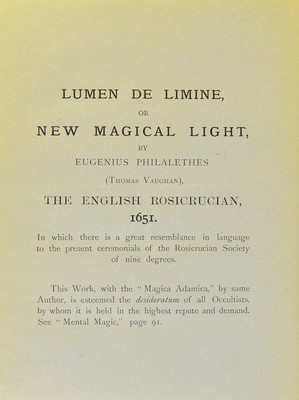 LUMEN DE LIMINE,
OR
NEW MAGICAL LIGHT,
BY
EUGENIUS PHILALETHES
(Thomas Vaughan),
THE ENGLISH ROSICRUCIAN,
1651.
In which there is a great resemblance in language
to the present ceremonials of the Rosicrucian Society
of nine degrees.
This Work, with the "Magica Adamica," by same
Author, is esteemed the desideratum of all Occultists,
by whom it is held in the highest repute and demand.
See "Mental Magic," page 91.